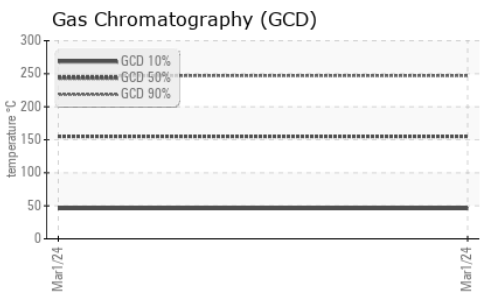 Gas Chromatography (GCD)
temperature °C
300
250
200
150
100
50
0
GCD 10%
GCD 50%
GCD 90%
Mar1/24
Mar1/24